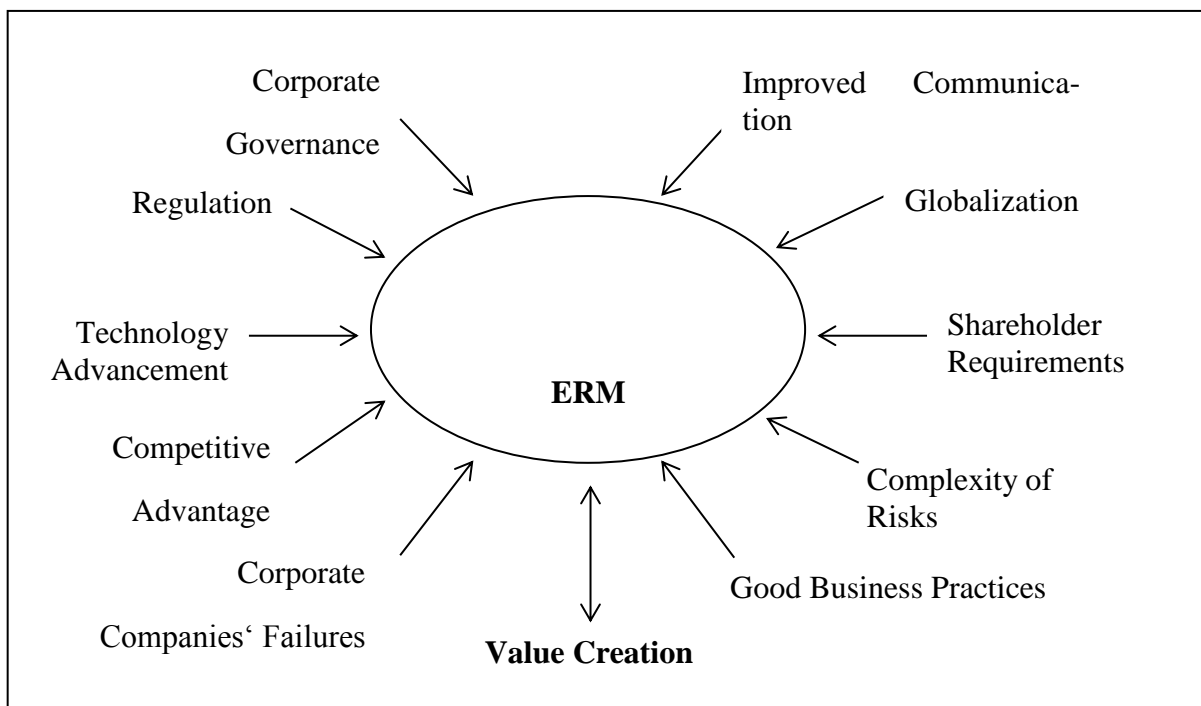 Corporate
Governance
Improved Communica-
tion
Regulation
Globalization
Technology
Advancement
Shareholder
Requirements
ERM
Competitive
Advantage
Complexity of
Risks
Corporate
Companies‘ Failures
Good Business Practices
Value Creation